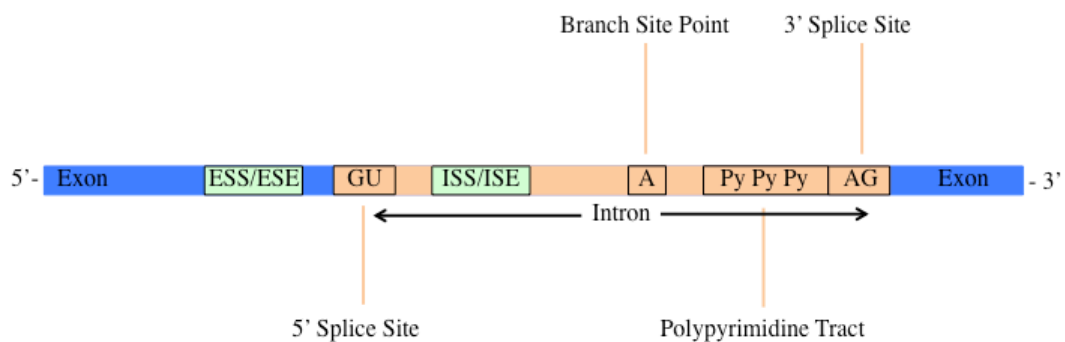 Branch Site Point 3’ Splice Site
5’- Exon ESS/ESE GU ISS/ISE A Py Py Py AG Exon - 3’
Intron
5’ Splice Site Polypyrimidine Tract